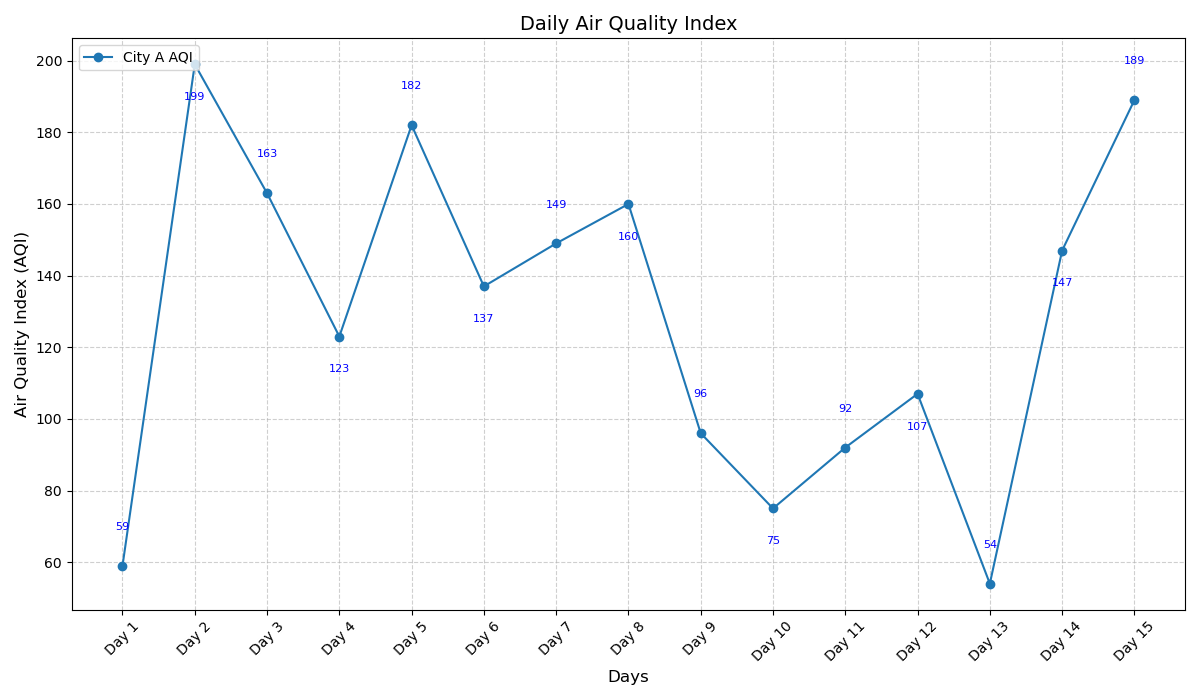 Daily Air Quality Index
City A AQI
Air Quality Index (AQI)
200
180
160
140
120
100
80
60
59
199
163
123
182
137
149
160
96
75
92
107
54
147
189
Day 1
Day 2
Day 3
Day 4
Day 5
Day 6
Day 7
Day 8
Day 9
Day 10
Day 11
Day 12
Day 13
Day 14
Day 15
Days